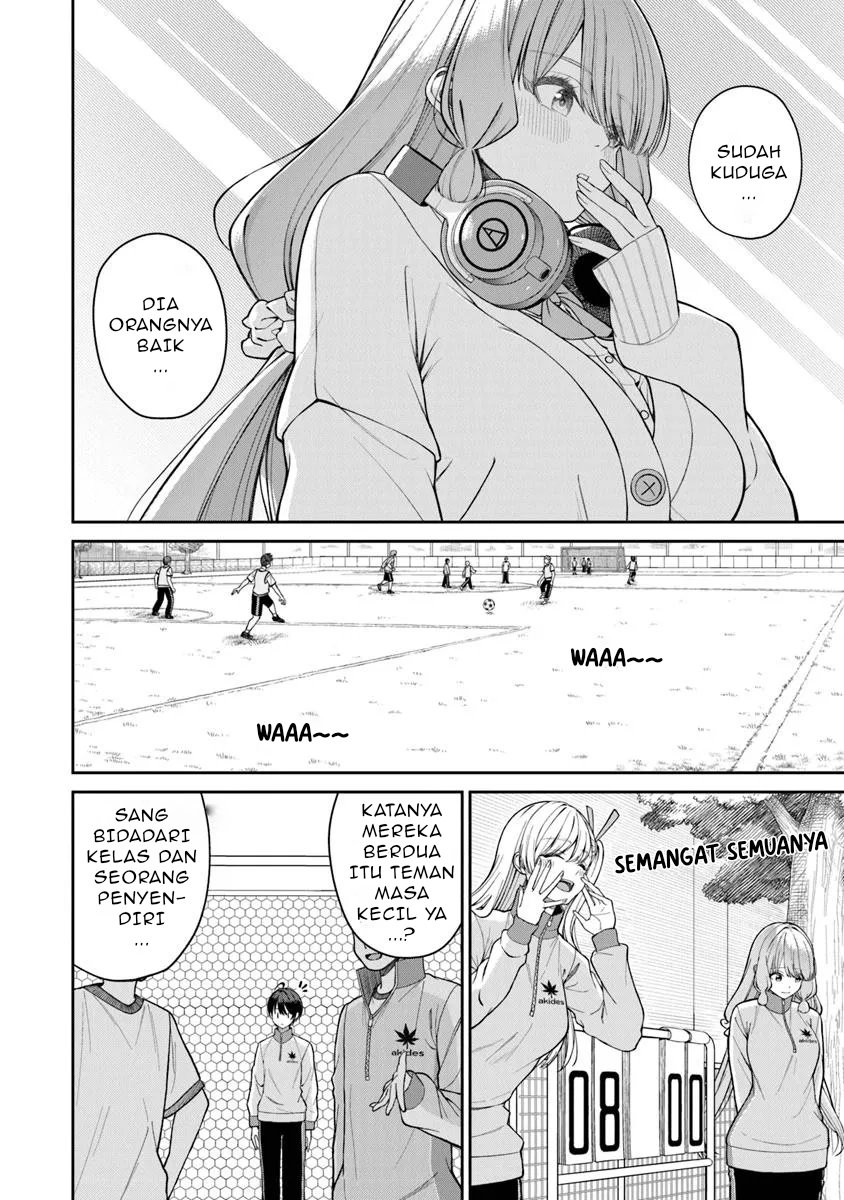 SUDAH
KUDUGA
...
A
DIA
ORANGNYA
BAIK
...
WAAA~~
WAAA~~
SEMANGAT SEMUANYA
akides
akides
08
00
KATANYA
MEREKA
BERDUA
ITU TEMAN
MASA
KECIL YA
...?
akides
akides
SANG
BIDADARI
KELAS DAN
SEORANG
PENYEN-
DIRI
...